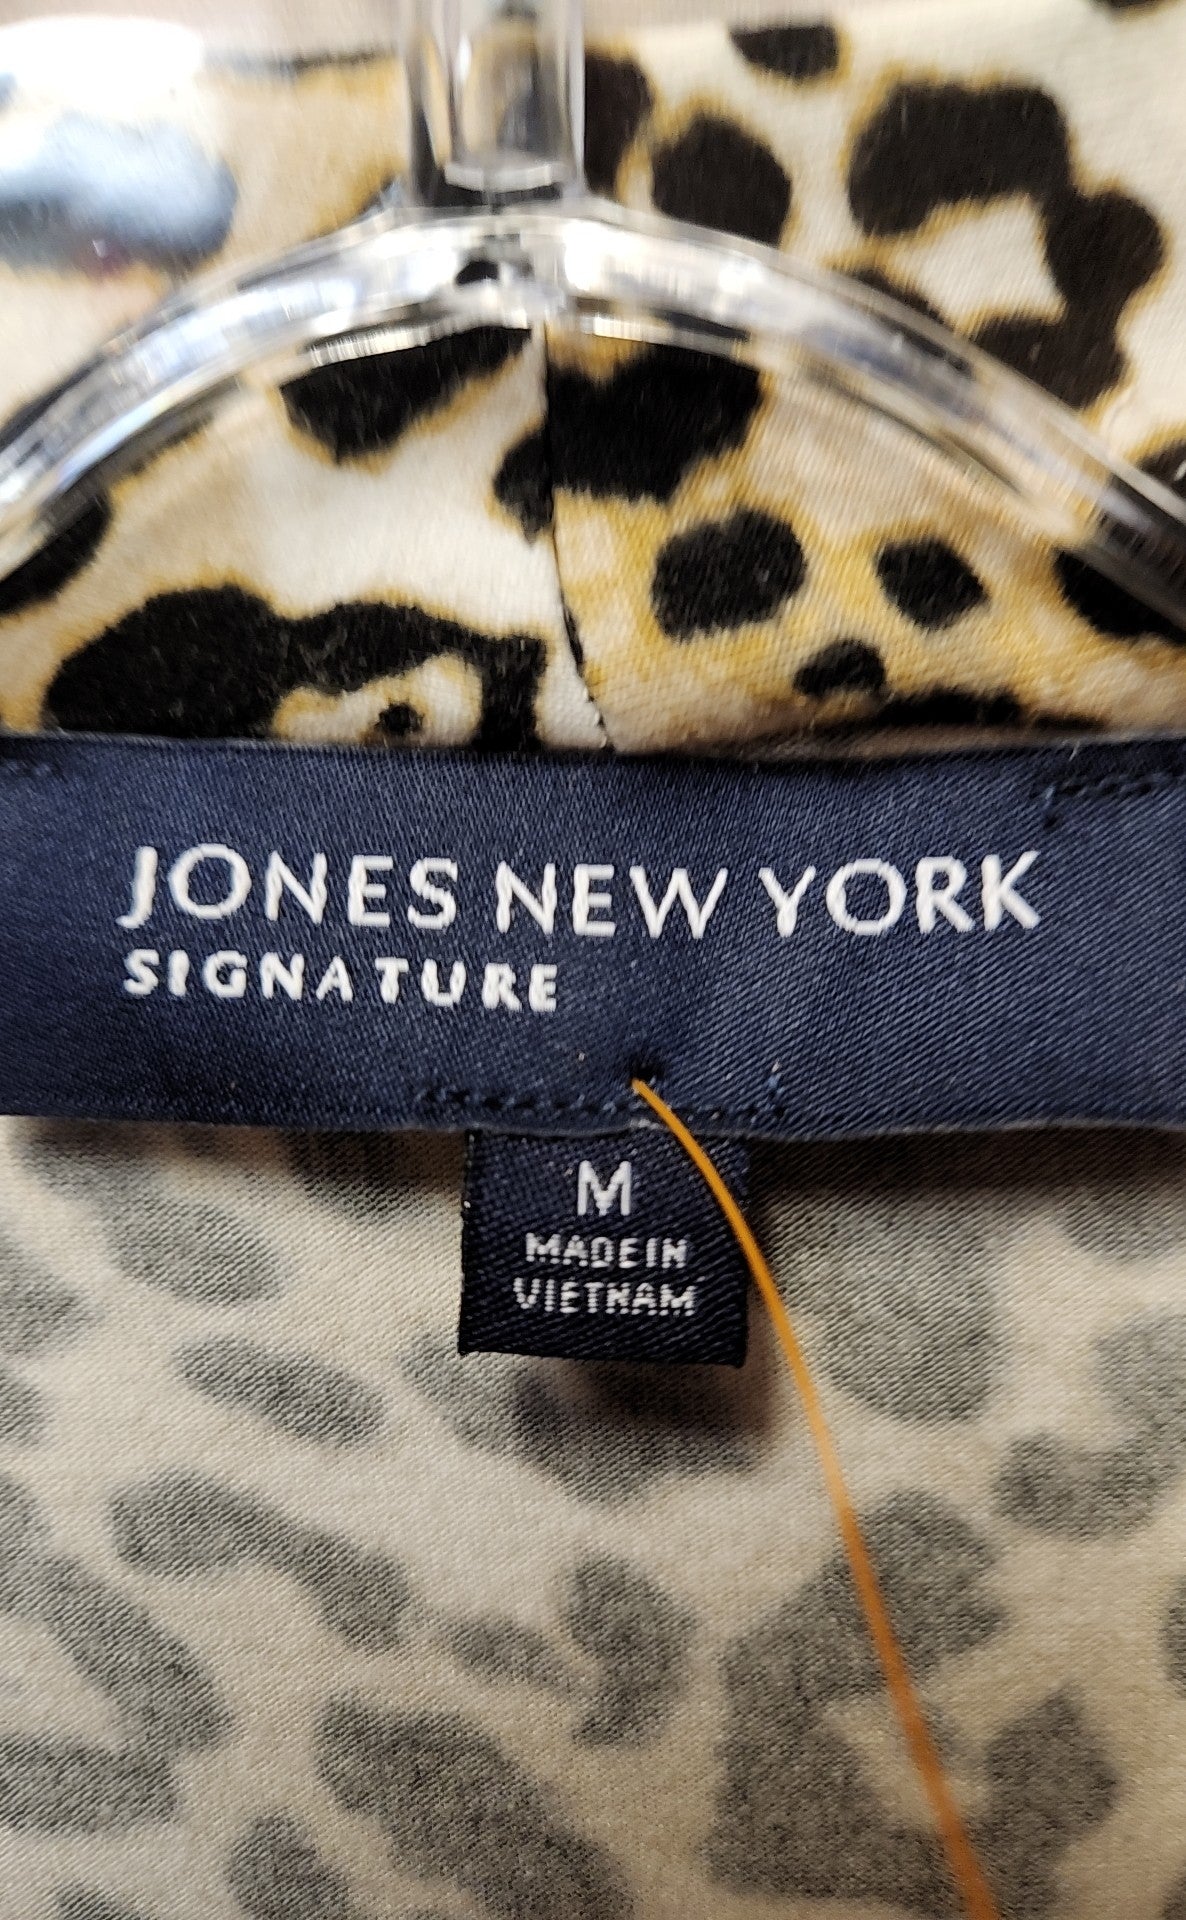 JONES NEW YORK
SIGNATURE
M
MADE IN
VIETNAM